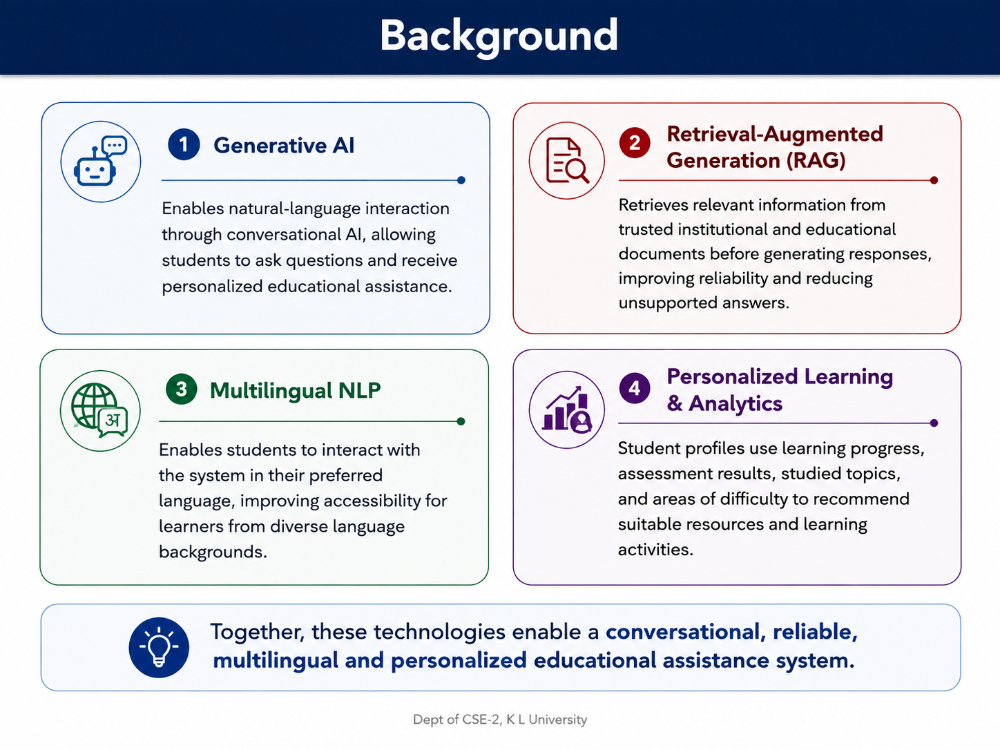 Background
1 Generative AI
Enables natural-language interaction
through conversational AI, allowing
students to ask questions and receive
personalized educational assistance.
2 Retrieval-Augmented
Generation (RAG)
Retrieves relevant information from
trusted institutional and educational
documents before generating responses,
improving reliability and reducing
unsupported answers.
3 Multilingual NLP
अ
Enables students to interact with
the system in their preferred
language, improving accessibility for
learners from diverse language
backgrounds.
4 Personalized Learning
& Analytics
Student profiles use learning progress,
assessment results, studied topics,
and areas of difficulty to recommend
suitable resources and learning
activities.
Together, these technologies enable a conversational, reliable,
multilingual and personalized educational assistance system.
Dept of CSE-2, K L University